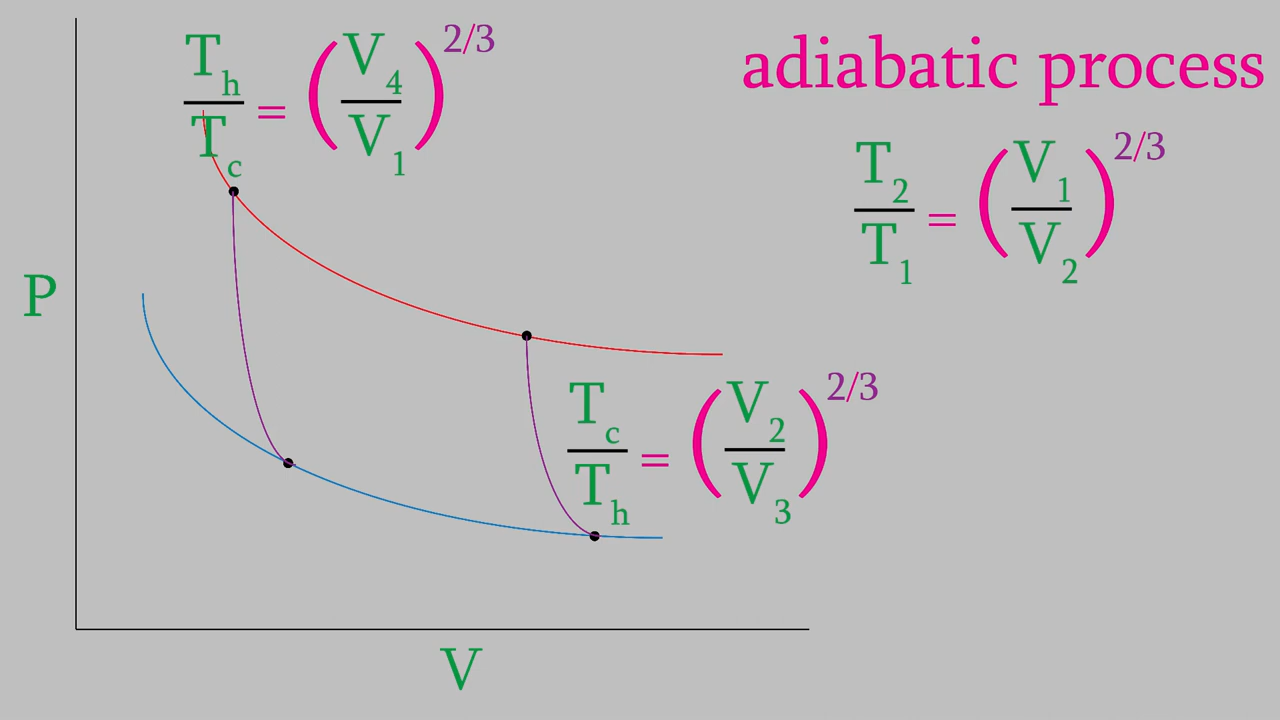 T_h / T_c = (V_4 / V_1)^2/3
adiabatic process
T_2 / T_1 = (V_1 / V_2)^2/3
P
T_c / T_h = (V_2 / V_3)^2/3
V